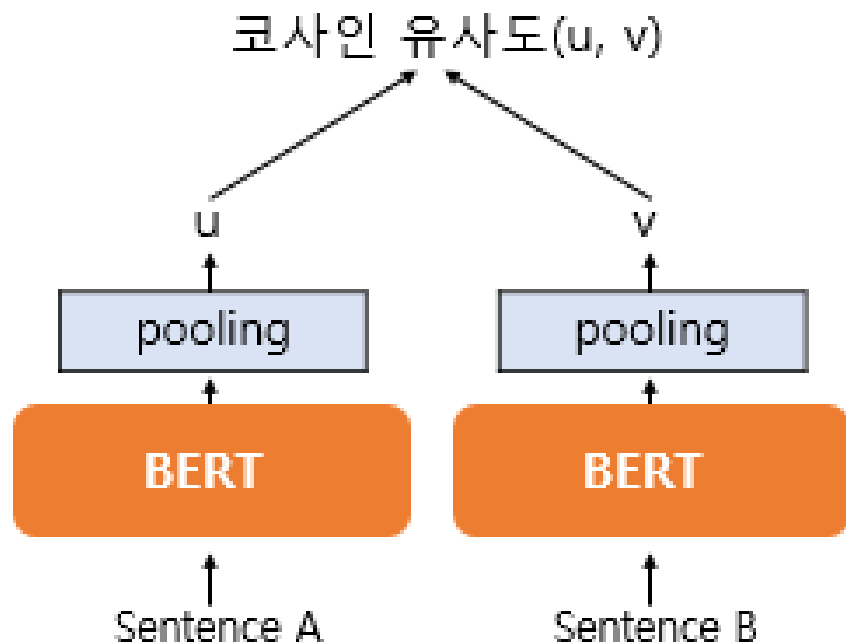 코사인 유사도(u, v)
u
v
pooling
pooling
BERT
BERT
Sentence A
Sentence B